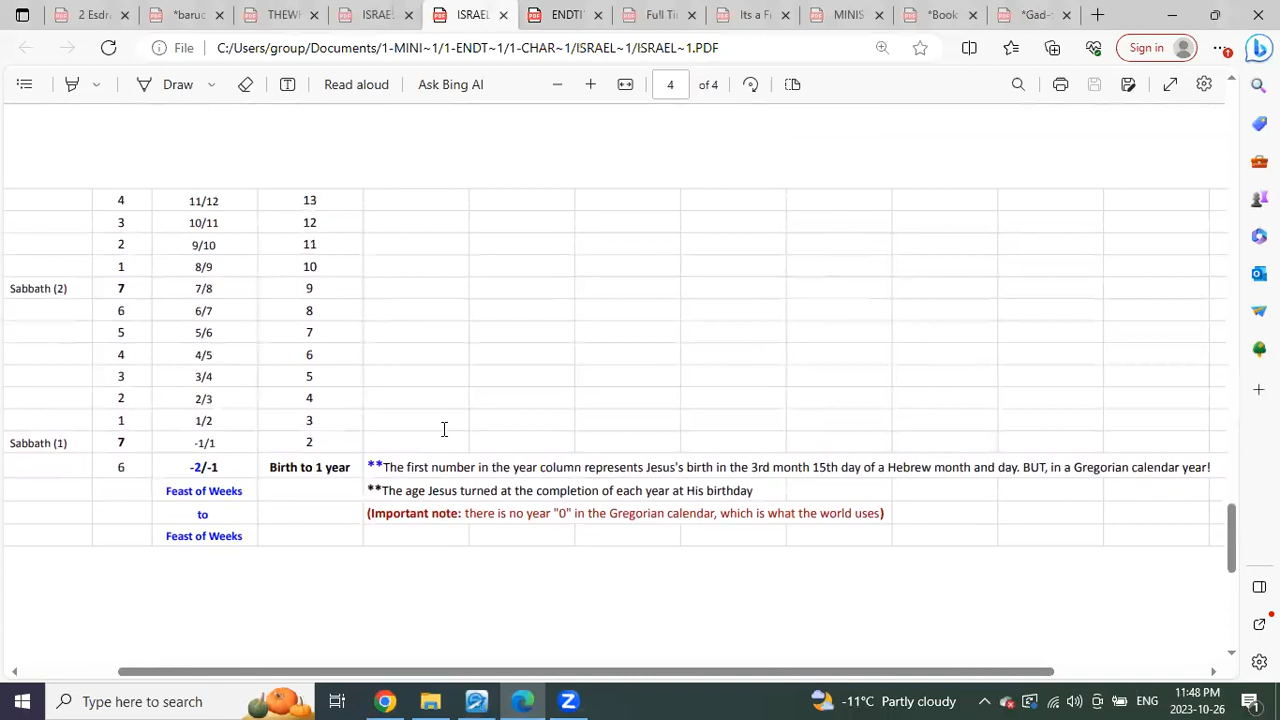 2 Esdra
*baruc
THEWH
ISRAEL
ISRAEL
ENDTI
Full Tin
Its a F
MINIS
*Book
*Gad-
File
C:/Users/group/Documents/1-MINI~1/1-ENDT~1/1-CHAR~1/ISRAEL~1/ISRAEL~1.PDF
Sign in
Draw
Read aloud
Ask Bing AI
4 of 4
4 11/12 13
3 10/11 12
2 9/10 11
1 8/9 10
Sabbath (2) 7 7/8 9
6 6/7 8
5 5/6 7
4 4/5 6
3 3/4 5
2 2/3 4
1 1/2 3
Sabbath (1) 7 -1/1 2
6 -2/-1 Birth to 1 year **The first number in the year column represents Jesus's birth in the 3rd month 15th day of a Hebrew month and day. BUT, in a Gregorian calendar year!
Feast of Weeks **The age Jesus turned at the completion of each year at His birthday
to (Important note: there is no year "0" in the Gregorian calendar, which is what the world uses)
Feast of Weeks
Type here to search
-11°C Partly cloudy
ENG
11:48 PM
2023-10-26